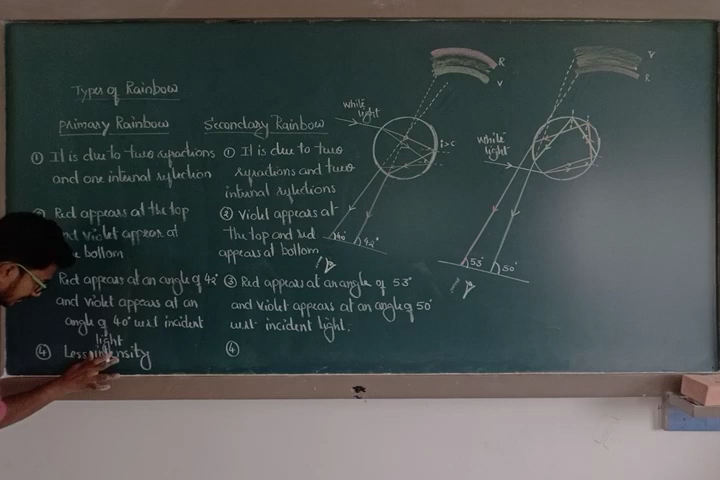 Types of Rainbow
Primary Rainbow
① It is due to two refractions
and one internal reflection
② Red appears at the top
and violet appear at
the bottom
Red appears at an angle of 42°
and violet appears at an
angle of 40° wrt incident
light
④ Less intensity
Secondary Rainbow
① It is due to two
refractions and two
internal reflections
② Violet appears at
the top and red
appears at bottom
③ Red appears at an angle of 53°
and violet appears at an angle of 50°
wrt incident light.
④
R
V
white
light
i>c
40°
42°
V
R
white
light
53°
50°